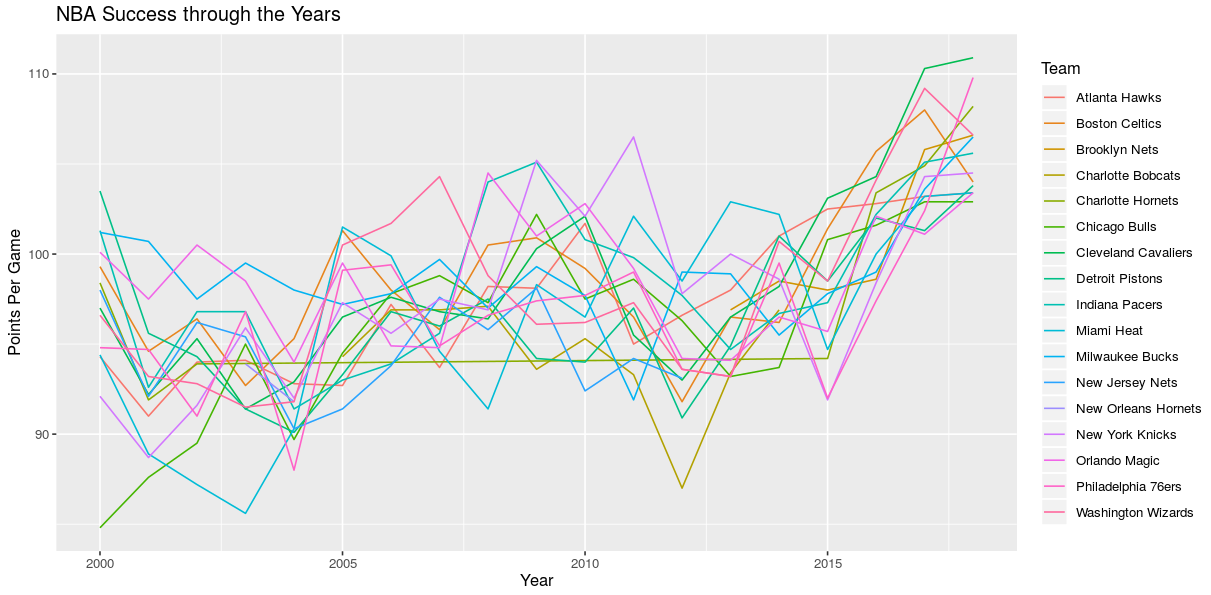 NBA Success through the Years
Points Per Game
110
100
90
2000
2005
2010
2015
Year
Team
Atlanta Hawks
Boston Celtics
Brooklyn Nets
Charlotte Bobcats
Charlotte Hornets
Chicago Bulls
Cleveland Cavaliers
Detroit Pistons
Indiana Pacers
Miami Heat
Milwaukee Bucks
New Jersey Nets
New Orleans Hornets
New York Knicks
Orlando Magic
Philadelphia 76ers
Washington Wizards